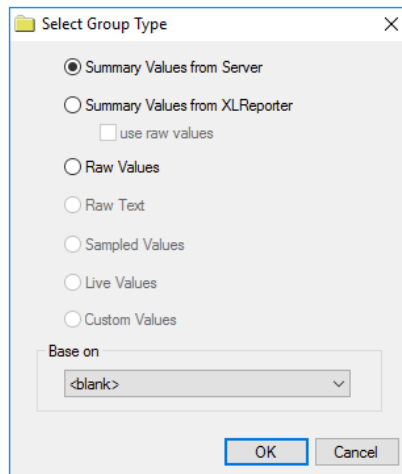 Select Group Type
Summary Values from Server
Summary Values from XLReporter
use raw values
Raw Values
Raw Text
Sampled Values
Live Values
Custom Values
Base on
<blank>
OK Cancel